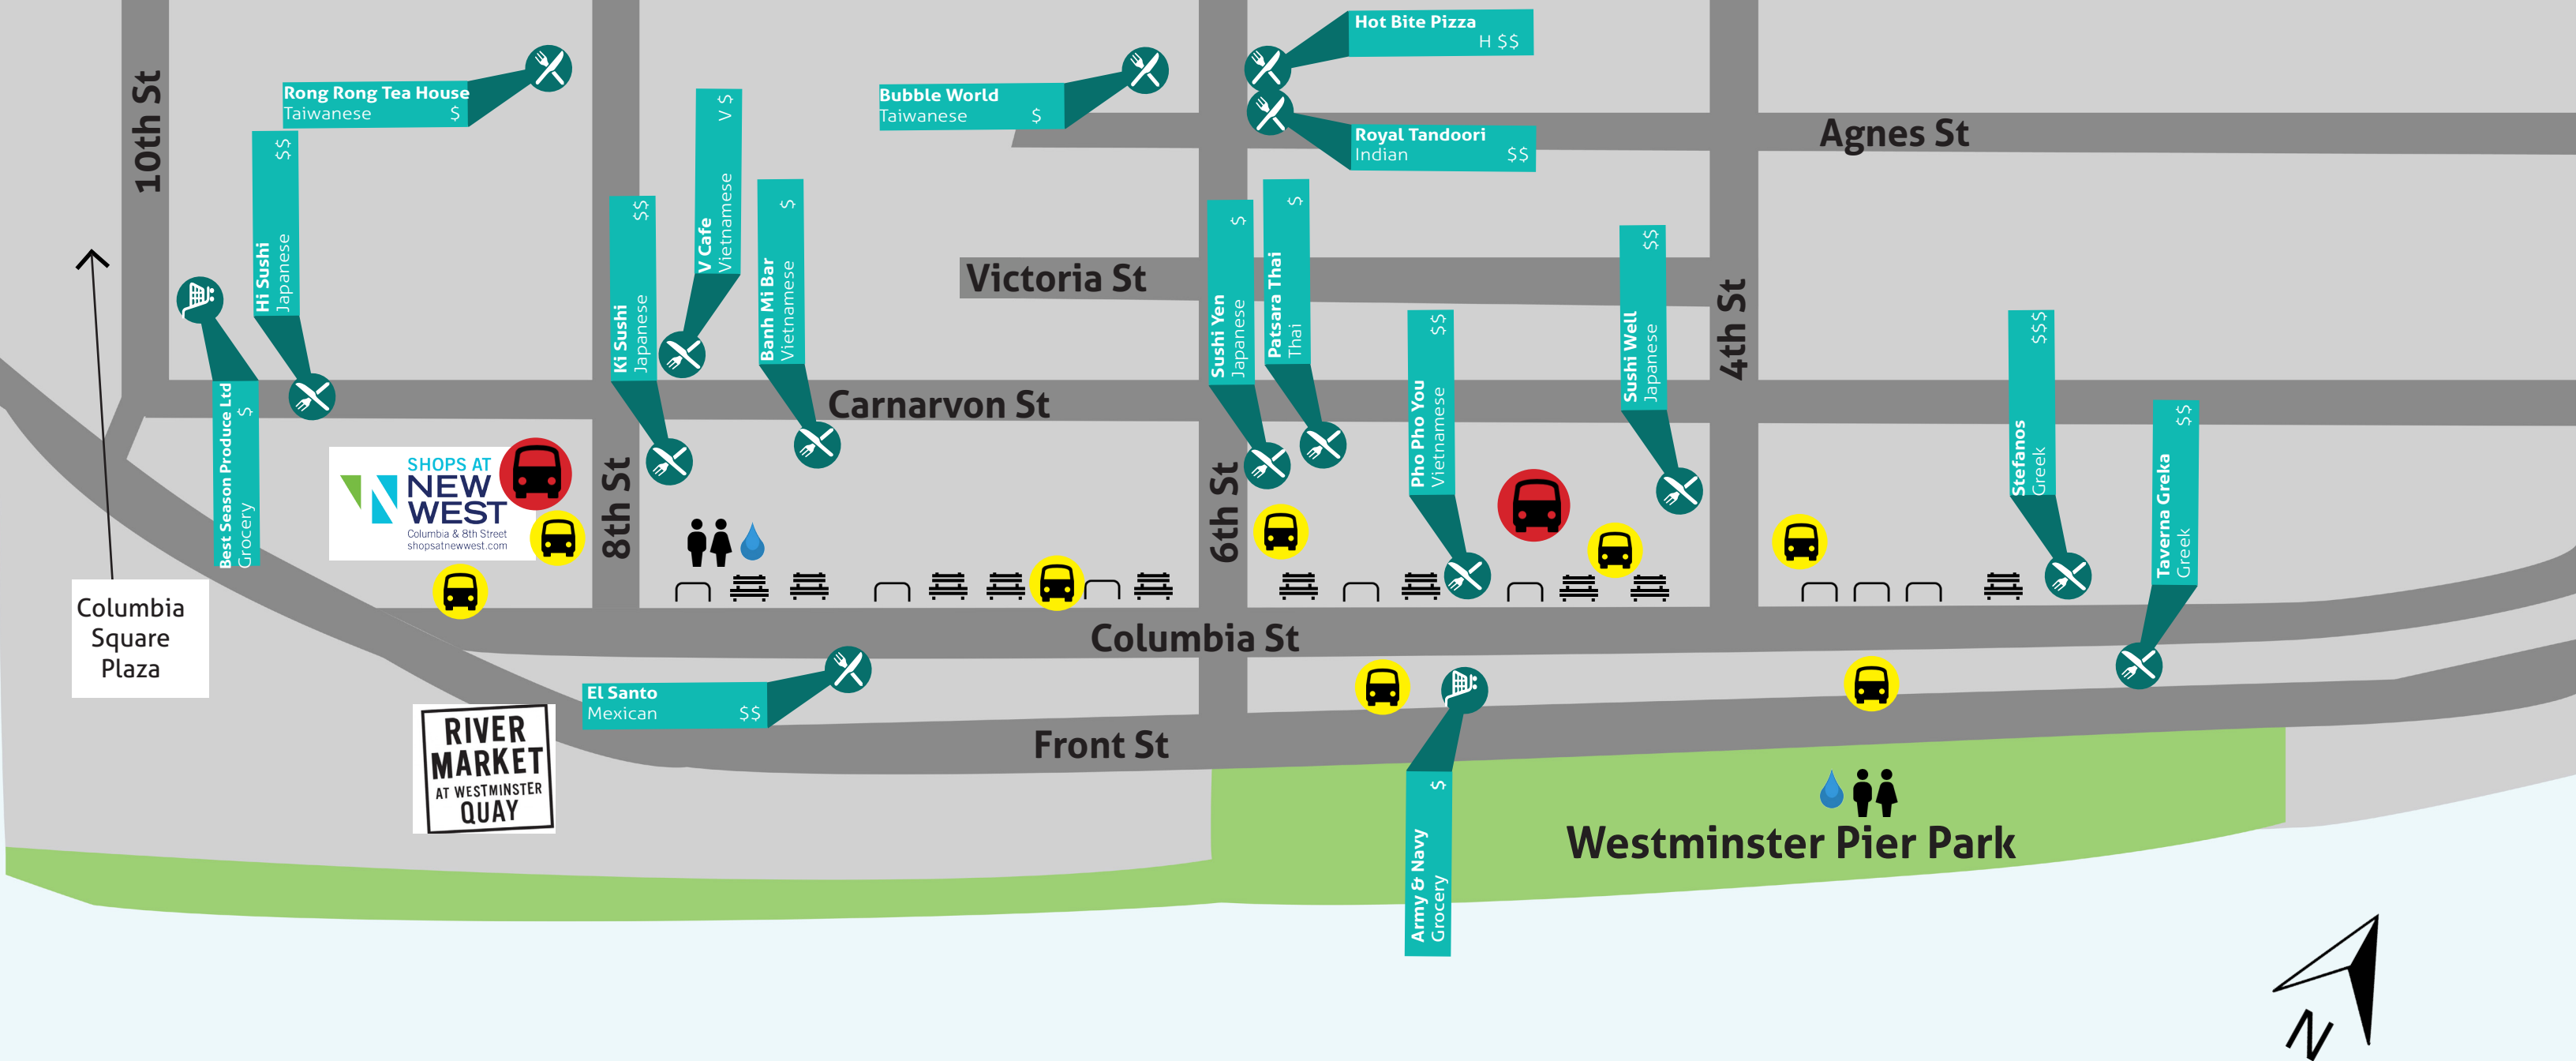 Hot Bite Pizza
H $$
Rong Rong Tea House
Taiwanese $
Bubble World
Taiwanese $
Royal Tandoori
Indian $$
Agnes St
10th St
Hi Sushi
Japanese $$
V Cafe
Vietnamese V $
Ki Sushi
Japanese $$
Banh Mi Bar
Vietnamese $
Victoria St
Sushi Yen
Japanese $
Patsara Thai
Thai $
Sushi Well
Japanese $$
4th St
Pho Pho You
Vietnamese $$
Stefanos
Greek $$$
Taverna Greka
Greek $$
Best Season Produce Ltd
Grocery $
Carnarvon St
SHOPS AT
NEW
WEST
Columbia & 8th Street
shopsatnewwest.com
8th St
6th St
Columbia
Square
Plaza
Columbia St
El Santo
Mexican $$
RIVER
MARKET
AT WESTMINSTER
QUAY
Front St
Army & Navy
Grocery $
Westminster Pier Park
N